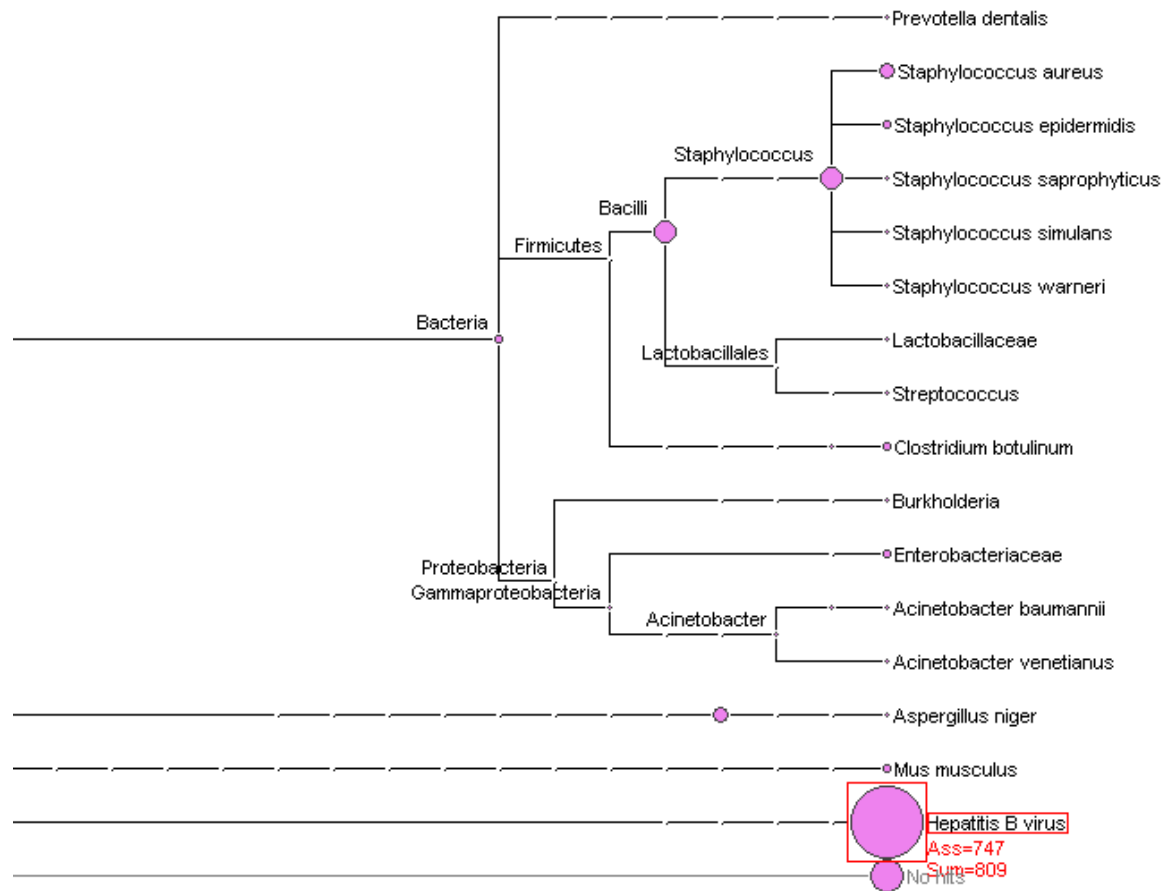 Prevotella dentalis
Staphylococcus aureus
Staphylococcus epidermidis
Staphylococcus
Staphylococcus saprophyticus
Bacilli
Staphylococcus simulans
Firmicutes
Staphylococcus warneri
Bacteria
Lactobacillaceae
Lactobacillales
Streptococcus
Clostridium botulinum
Burkholderia
Enterobacteriaceae
Proteobacteria
Gammaproteobacteria
Acinetobacter baumannii
Acinetobacter
Acinetobacter venetianus
Aspergillus niger
Mus musculus
Hepatitis B virus
Ass=747
Sum=809
No hits